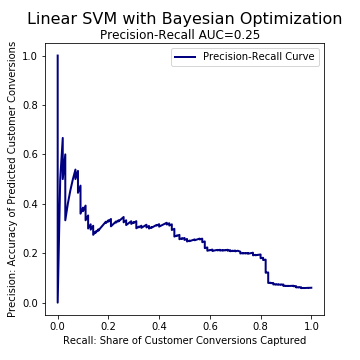 Linear SVM with Bayesian Optimization
Precision-Recall AUC=0.25
Precision-Recall Curve
Precision: Accuracy of Predicted Customer Conversions
1.0
0.8
0.6
0.4
0.2
0.0
0.0 0.2 0.4 0.6 0.8 1.0
Recall: Share of Customer Conversions Captured